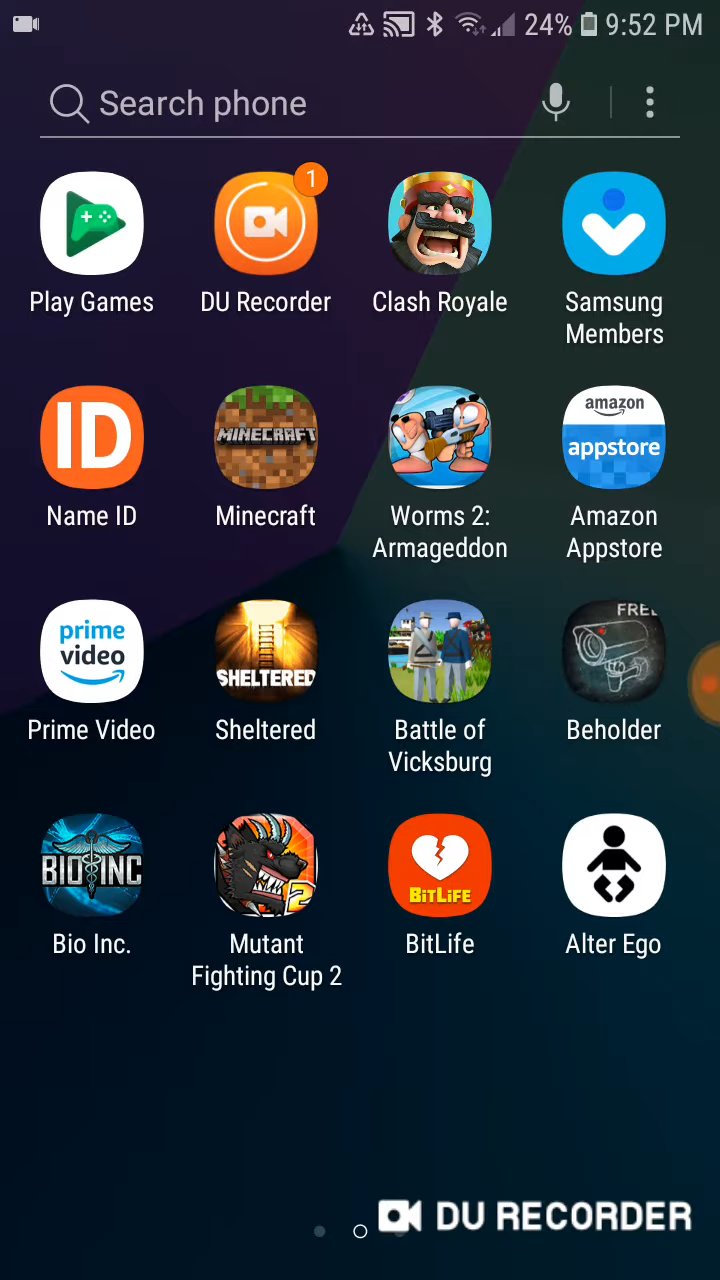 24% 9:52 PM
Search phone
1
Play Games DU Recorder Clash Royale Samsung Members
ID MINECRAFT amazon appstore
Name ID Minecraft Worms 2: Armageddon Amazon Appstore
prime video SHELTERED FREE
Prime Video Sheltered Battle of Vicksburg Beholder
BIO INC 2 BITLIFE
Bio Inc. Mutant Fighting Cup 2 BitLife Alter Ego
DU RECORDER